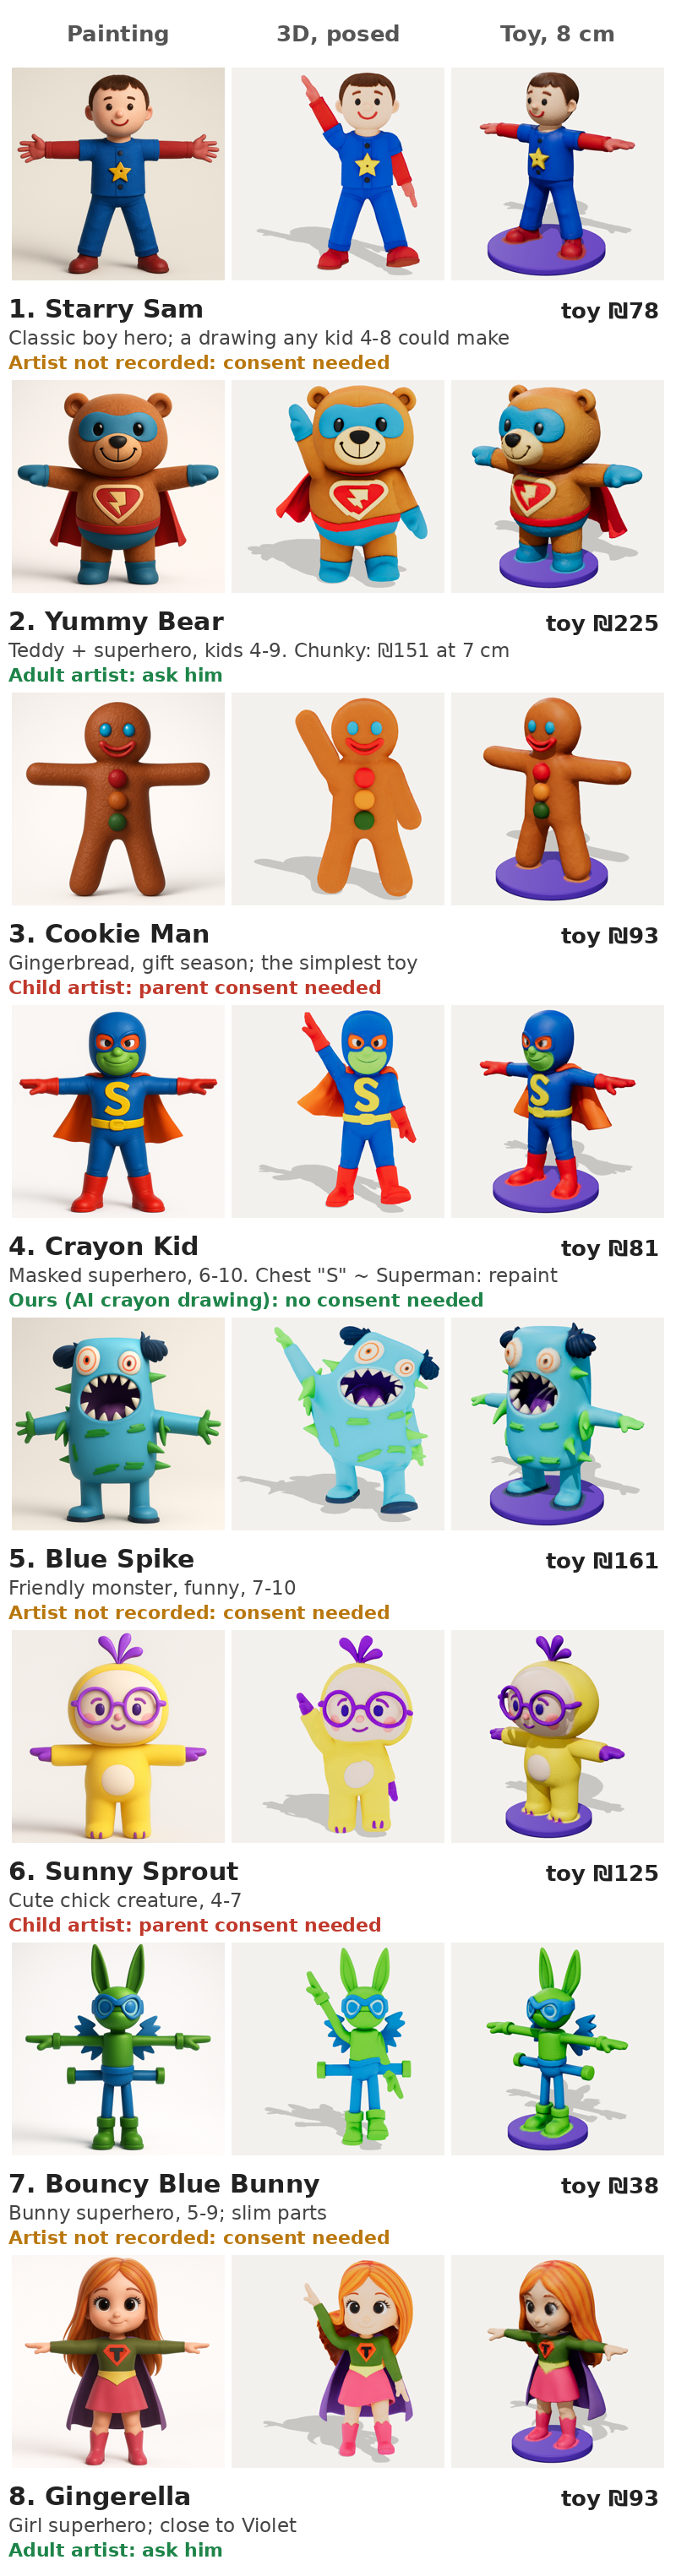 Painting 3D, posed Toy, 8 cm
1. Starry Sam toy ₪78
Classic boy hero; a drawing any kid 4-8 could make
Artist not recorded: consent needed
2. Yummy Bear toy ₪225
Teddy + superhero, kids 4-9. Chunky: ₪151 at 7 cm
Adult artist: ask him
3. Cookie Man toy ₪93
Gingerbread, gift season; the simplest toy
Child artist: parent consent needed
S S S
4. Crayon Kid toy ₪81
Masked superhero, 6-10. Chest "S" ~ Superman: repaint
Ours (AI crayon drawing): no consent needed
5. Blue Spike toy ₪161
Friendly monster, funny, 7-10
Artist not recorded: consent needed
6. Sunny Sprout toy ₪125
Cute chick creature, 4-7
Child artist: parent consent needed
7. Bouncy Blue Bunny toy ₪38
Bunny superhero, 5-9; slim parts
Artist not recorded: consent needed
T T T
8. Gingerella toy ₪93
Girl superhero; close to Violet
Adult artist: ask him